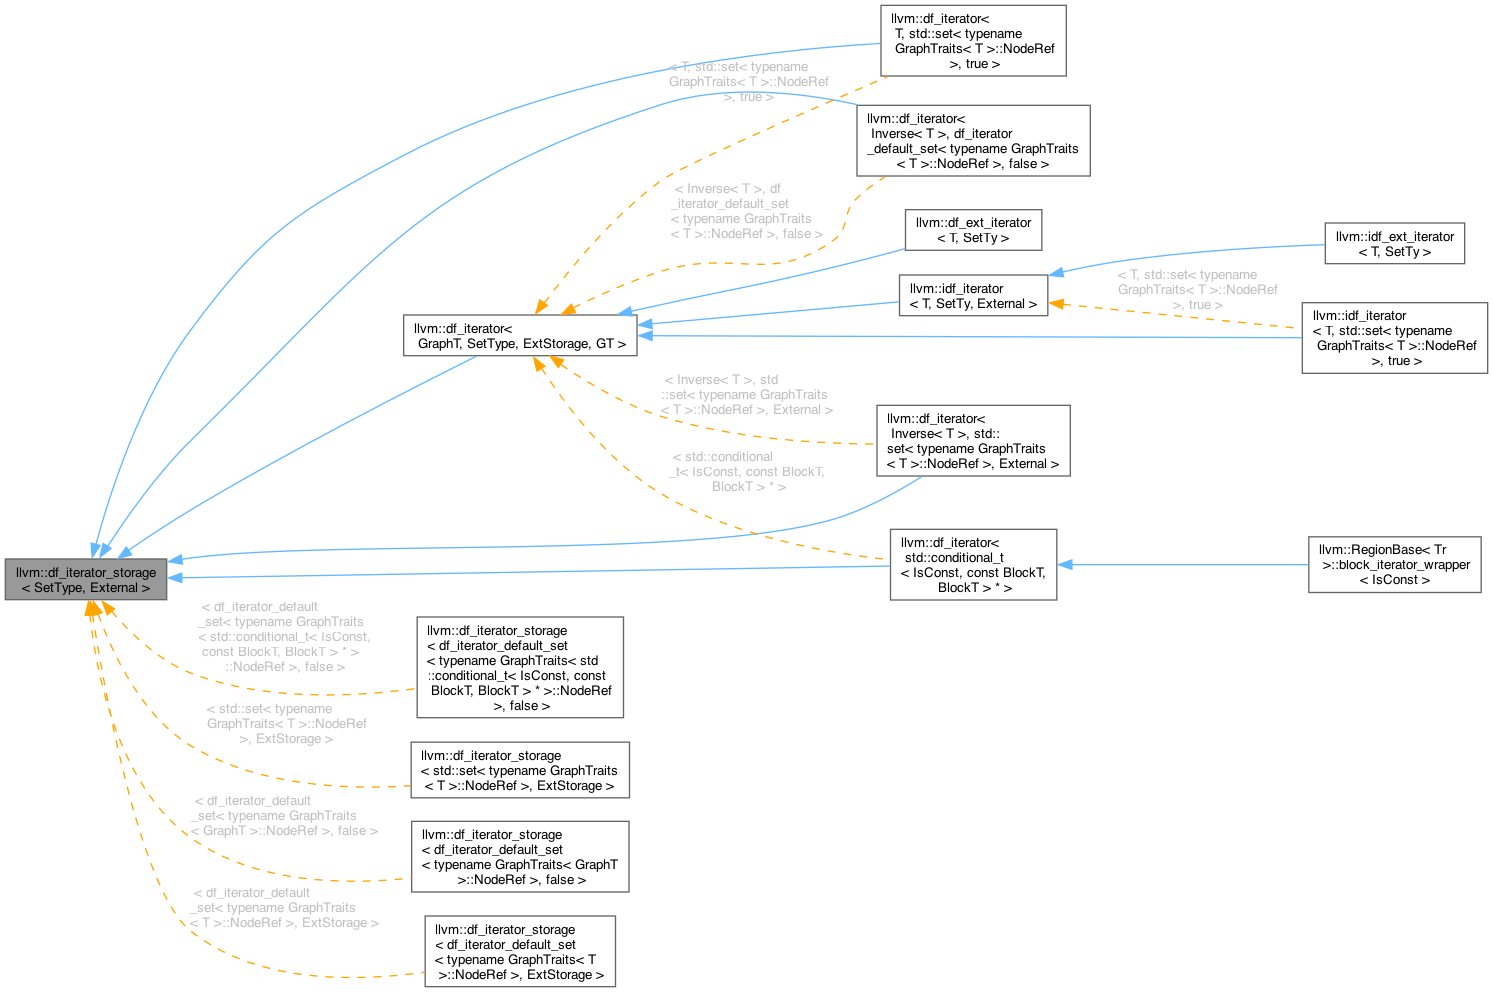 llvm::df_iterator<
T, std::set< typename
GraphTraits< T >::NodeRef
>, true >
< T, std::set< typename
GraphTraits< T >::NodeRef
>, true >
llvm::df_iterator<
Inverse< T >, df_iterator
_default_set< typename GraphTraits
< T >::NodeRef >, false >
< Inverse< T >, df
_iterator_default_set
< typename GraphTraits
< T >::NodeRef >, false >
llvm::df_ext_iterator
< T, SetTy >
llvm::idf_ext_iterator
< T, SetTy >
llvm::idf_iterator
< T, SetTy, External >
< T, std::set< typename
GraphTraits< T >::NodeRef
>, true >
llvm::idf_iterator
< T, std::set< typename
GraphTraits< T >::NodeRef
>, true >
llvm::df_iterator<
GraphT, SetType, ExtStorage, GT >
< Inverse< T >, std
::set< typename GraphTraits
< T >::NodeRef >, External >
llvm::df_iterator<
Inverse< T >, std::
set< typename GraphTraits
< T >::NodeRef >, External >
< std::conditional
_t< IsConst, const BlockT,
BlockT > * >
llvm::df_iterator<
std::conditional_t
< IsConst, const BlockT,
BlockT > * >
llvm::RegionBase< Tr
>::block_iterator_wrapper
< IsConst >
llvm::df_iterator_storage
< SetType, External >
< df_iterator_default
_set< typename GraphTraits
< std::conditional_t< IsConst,
const BlockT, BlockT > * >
::NodeRef >, false >
llvm::df_iterator_storage
< df_iterator_default_set
< typename GraphTraits< std
::conditional_t< IsConst, const
BlockT, BlockT > * >::NodeRef
>, false >
< std::set< typename
GraphTraits< T >::NodeRef
>, ExtStorage >
llvm::df_iterator_storage
< std::set< typename GraphTraits
< T >::NodeRef >, ExtStorage >
< df_iterator_default
_set< typename GraphTraits
< GraphT >::NodeRef >, false >
llvm::df_iterator_storage
< df_iterator_default_set
< typename GraphTraits< GraphT
>::NodeRef >, false >
< df_iterator_default
_set< typename GraphTraits
< T >::NodeRef >, ExtStorage >
llvm::df_iterator_storage
< df_iterator_default_set
< typename GraphTraits< T
>::NodeRef >, ExtStorage >